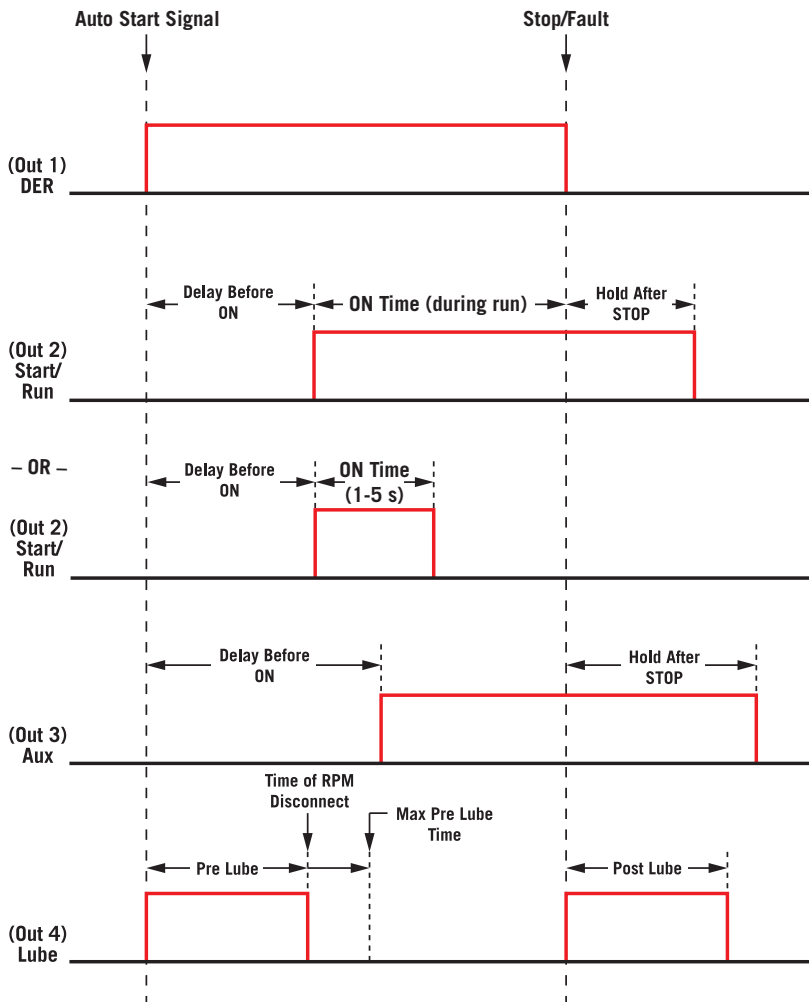 Auto Start Signal
Stop/Fault
(Out 1)
DER
Delay Before
ON
ON Time (during run)
Hold After
STOP
(Out 2)
Start/
Run
– OR –
Delay Before
ON
ON Time
(1-5 s)
(Out 2)
Start/
Run
Delay Before
ON
Hold After
STOP
(Out 3)
Aux
Time of RPM
Disconnect
Max Pre Lube
Time
Pre Lube
Post Lube
(Out 4)
Lube